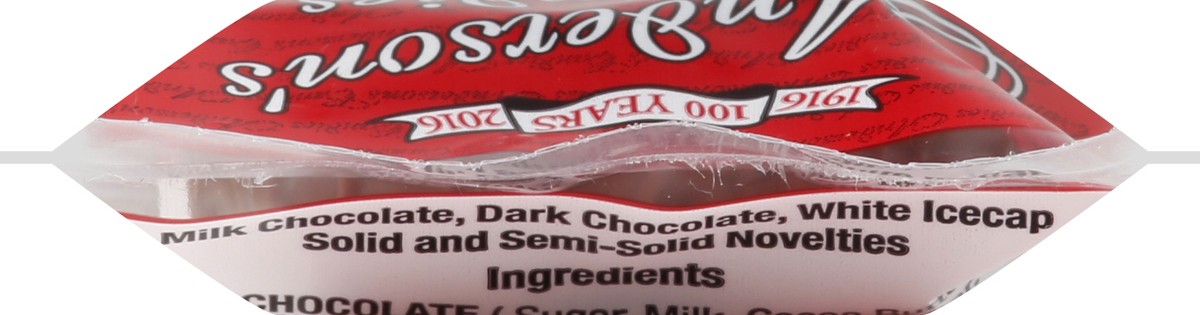 Anderson's
1916 100 YEARS 2016
Milk Chocolate, Dark Chocolate, White Icecap
Solid and Semi-Solid Novelties
Ingredients
CHOCOLATE (Sugar, Milk, Cocoa